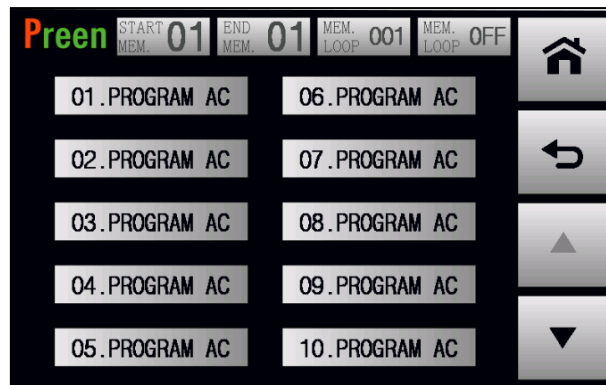 Preen START MEM. 01 END MEM. 01 MEM. LOOP 001 MEM. LOOP OFF
01.PROGRAM AC 06.PROGRAM AC
02.PROGRAM AC 07.PROGRAM AC
03.PROGRAM AC 08.PROGRAM AC
04.PROGRAM AC 09.PROGRAM AC
05.PROGRAM AC 10.PROGRAM AC